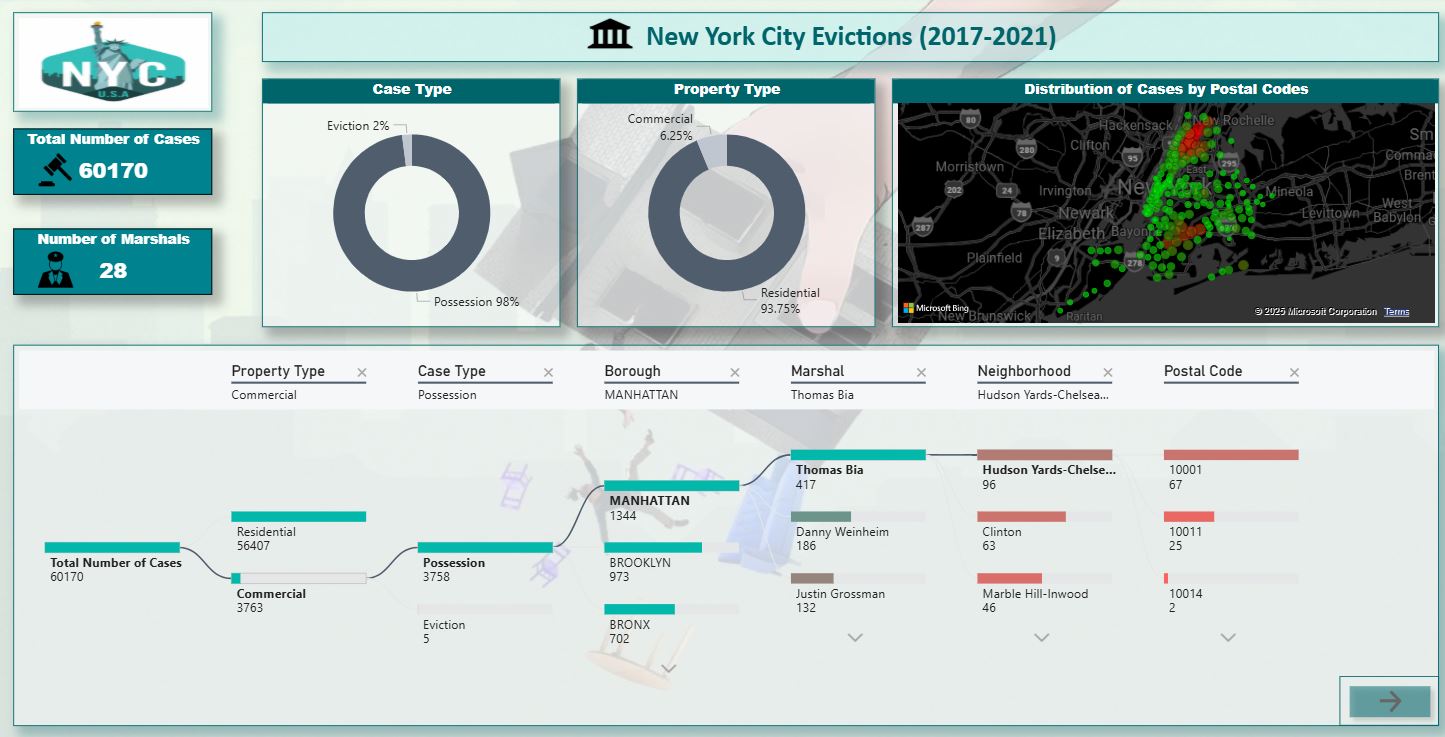 NYC
U.S.A
New York City Evictions (2017-2021)
Total Number of Cases
60170
Number of Marshals
28
Case Type
Eviction 2%
Possession 98%
Property Type
Commercial
6.25%
Residential
93.75%
Distribution of Cases by Postal Codes
80
Hackensack
New Rochelle
Clifton
280
95
295
Morristown
East
202
24
Irvington
New York
Mineola
78
Newark
West
Babylon
Levittown
287
Elizabeth
Bayonne
Plainfield
9
278
Microsoft Bing
New Brunswick
Raritan
© 2025 Microsoft Corporation Terms
Sm
Comma
Brent
Property Type
Commercial
Case Type
Possession
Borough
MANHATTAN
Marshal
Thomas Bia
Neighborhood
Hudson Yards-Chelsea...
Postal Code
Total Number of Cases
60170
Residential
56407
Commercial
3763
Possession
3758
Eviction
5
MANHATTAN
1344
BROOKLYN
973
BRONX
702
Thomas Bia
417
Danny Weinheim
186
Justin Grossman
132
Hudson Yards-Chelse...
96
Clinton
63
Marble Hill-Inwood
46
10001
67
10011
25
10014
2